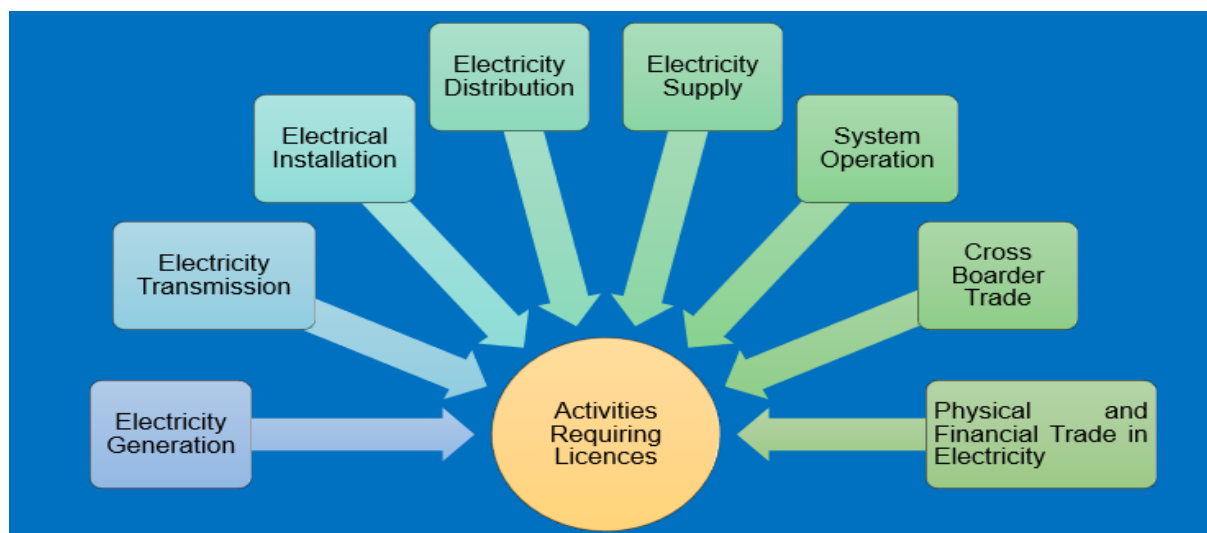 Electricity
Distribution
Electricity
Supply
Electrical
Installation
System
Operation
Electricity
Transmission
Cross
Boarder
Trade
Electricity
Generation
Activities
Requiring
Licences
Physical and
Financial Trade in
Electricity